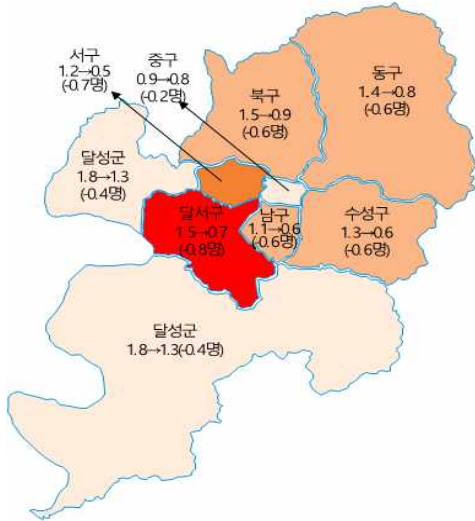 서구
1.2→0.5
(-0.7명)
중구
0.9→0.8
(-0.2명)
북구
1.5→0.9
(-0.6명)
동구
1.4→0.8
(-0.6명)
달성군
1.8→1.3
(-0.4명)
달서구
1.5→0.7
(-0.8명)
남구
1.1→0.6
(-0.6명)
수성구
1.3→0.6
(-0.6명)
달성군
1.8→1.3(-0.4명)